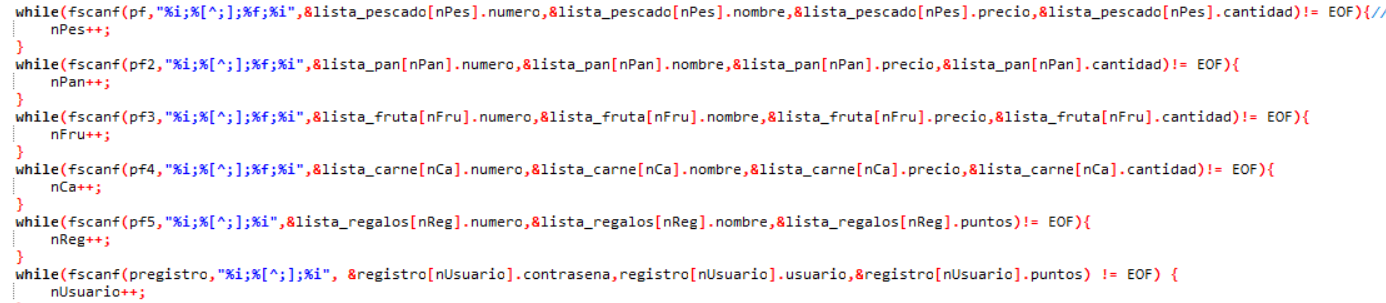 while(fscanf(pf,"%i;%[^;];%f;%i",&lista_pescado[nPes].numero,&lista_pescado[nPes].nombre,&lista_pescado[nPes].precio,&lista_pescado[nPes].cantidad)!= EOF){//
nPes++;
}
while(fscanf(pf2,"%i;%[^;];%f;%i",&lista_pan[nPan].numero,&lista_pan[nPan].nombre,&lista_pan[nPan].precio,&lista_pan[nPan].cantidad)!= EOF){
nPan++;
}
while(fscanf(pf3,"%i;%[^;];%f;%i",&lista_fruta[nFru].numero,&lista_fruta[nFru].nombre,&lista_fruta[nFru].precio,&lista_fruta[nFru].cantidad)!= EOF){
nFru++;
}
while(fscanf(pf4,"%i;%[^;];%f;%i",&lista_carne[nCa].numero,&lista_carne[nCa].nombre,&lista_carne[nCa].precio,&lista_carne[nCa].cantidad)!= EOF){
nCa++;
}
while(fscanf(pf5,"%i;%[^;];%i",&lista_regalos[nReg].numero,&lista_regalos[nReg].nombre,&lista_regalos[nReg].puntos)!= EOF){
nReg++;
}
while(fscanf(pregistro,"%i;%[^;];%i", &registro[nUsuario].contrasena,registro[nUsuario].usuario,&registro[nUsuario].puntos) != EOF) {
nUsuario++;